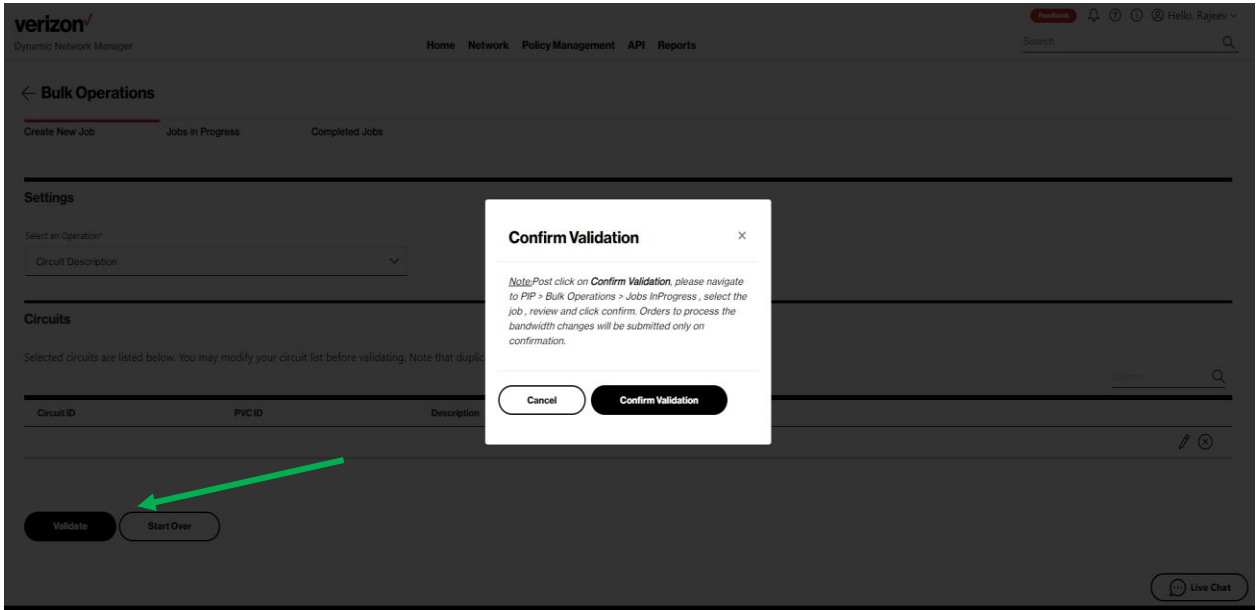 verizon
Feedback
Hello, Rajeev
Dynamic Network Manager
Home Network Policy Management API Reports
Search
Bulk Operations
Create New Job Jobs in Progress Completed Jobs
Settings
Select an Operation*
Circuit Description
Circuits
Selected circuits are listed below. You may modify your circuit list before validating. Note that duplic
Search
Circuit ID PVC ID Description
Confirm Validation
Note:Post click on Confirm Validation, please navigate
to PIP > Bulk Operations > Jobs InProgress , select the
job , review and click confirm. Orders to process the
bandwidth changes will be submitted only on
confirmation.
Cancel Confirm Validation
Validate Start Over
Live Chat